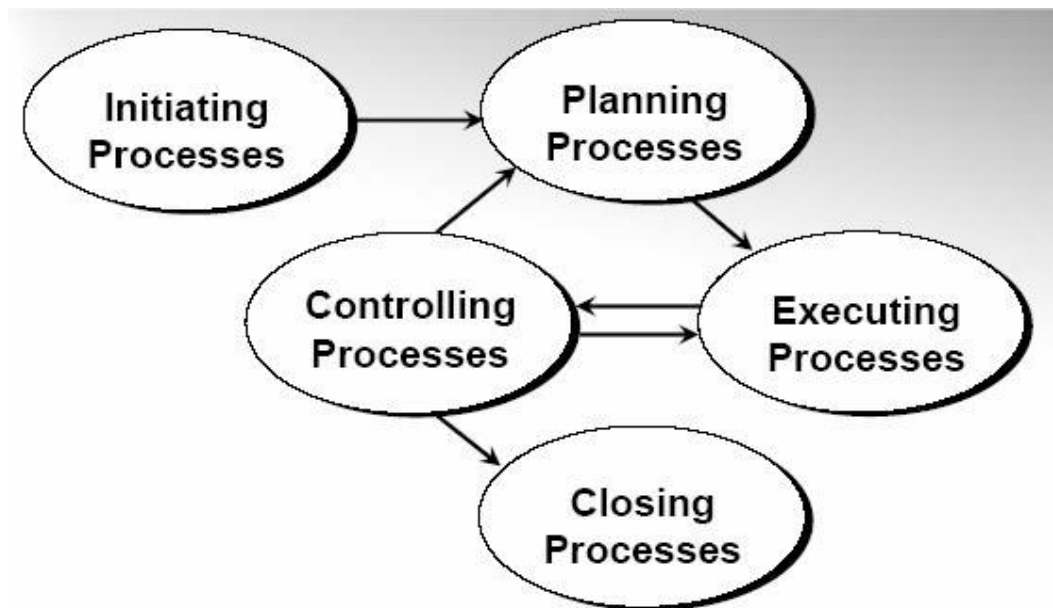 Initiating
Processes
Planning
Processes
Controlling
Processes
Executing
Processes
Closing
Processes